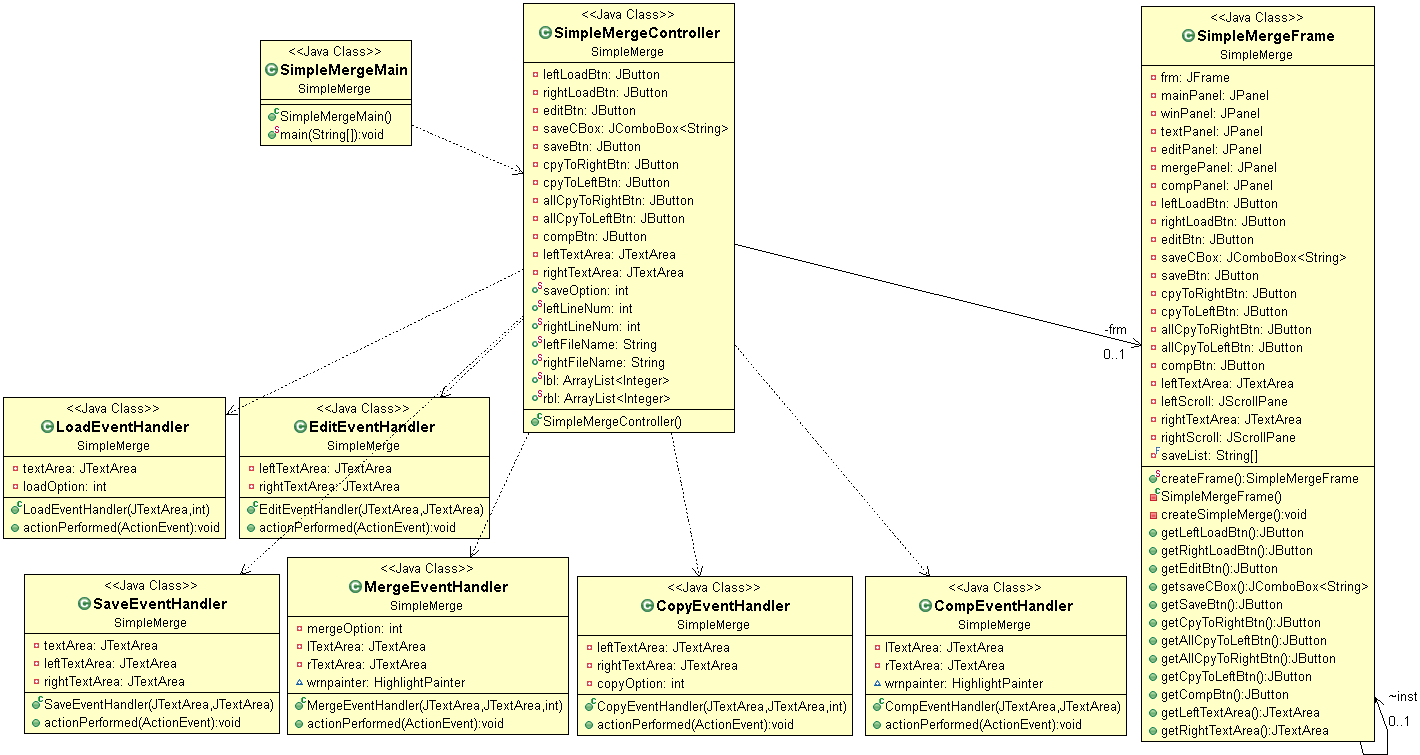 <<Java Class>>
SimpleMergeMain
SimpleMerge
SimpleMergeMain()
main(String[]):void
<<Java Class>>
SimpleMergeController
SimpleMerge
leftLoadBtn: JButton
rightLoadBtn: JButton
editBtn: JButton
saveCBox: JComboBox<String>
saveBtn: JButton
cpyToRightBtn: JButton
cpyToLeftBtn: JButton
allCpyToRightBtn: JButton
allCpyToLeftBtn: JButton
compBtn: JButton
leftTextArea: JTextArea
rightTextArea: JTextArea
saveOption: int
leftLineNum: int
rightLineNum: int
leftFileName: String
rightFileName: String
lbl: ArrayList<Integer>
rbl: ArrayList<Integer>
SimpleMergeController()
-frm
0..1
<<Java Class>>
SimpleMergeFrame
SimpleMerge
frm: JFrame
mainPanel: JPanel
winPanel: JPanel
textPanel: JPanel
editPanel: JPanel
mergePanel: JPanel
compPanel: JPanel
leftLoadBtn: JButton
rightLoadBtn: JButton
editBtn: JButton
saveCBox: JComboBox<String>
saveBtn: JButton
cpyToRightBtn: JButton
cpyToLeftBtn: JButton
allCpyToRightBtn: JButton
allCpyToLeftBtn: JButton
compBtn: JButton
leftTextArea: JTextArea
leftScroll: JScrollPane
rightTextArea: JTextArea
rightScroll: JScrollPane
saveList: String[]
createFrame():SimpleMergeFrame
SimpleMergeFrame()
createSimpleMerge():void
getLeftLoadBtn():JButton
getRightLoadBtn():JButton
getEditBtn():JButton
getsaveCBox():JComboBox<String>
getSaveBtn():JButton
getCpyToRightBtn():JButton
getAllCpyToLeftBtn():JButton
getAllCpyToRightBtn():JButton
getCpyToLeftBtn():JButton
getCompBtn():JButton
getLeftTextArea():JTextArea
getRightTextArea():JTextArea
~inst
0..1
<<Java Class>>
LoadEventHandler
SimpleMerge
textArea: JTextArea
loadOption: int
LoadEventHandler(JTextArea,int)
actionPerformed(ActionEvent):void
<<Java Class>>
EditEventHandler
SimpleMerge
leftTextArea: JTextArea
rightTextArea: JTextArea
EditEventHandler(JTextArea,JTextArea)
actionPerformed(ActionEvent):void
<<Java Class>>
SaveEventHandler
SimpleMerge
textArea: JTextArea
leftTextArea: JTextArea
rightTextArea: JTextArea
SaveEventHandler(JTextArea,JTextArea)
actionPerformed(ActionEvent):void
<<Java Class>>
MergeEventHandler
SimpleMerge
mergeOption: int
lTextArea: JTextArea
rTextArea: JTextArea
wrnpainter: HighlightPainter
MergeEventHandler(JTextArea,JTextArea,int)
actionPerformed(ActionEvent):void
<<Java Class>>
CopyEventHandler
SimpleMerge
leftTextArea: JTextArea
rightTextArea: JTextArea
copyOption: int
CopyEventHandler(JTextArea,JTextArea,int)
actionPerformed(ActionEvent):void
<<Java Class>>
CompEventHandler
SimpleMerge
lTextArea: JTextArea
rTextArea: JTextArea
wrnpainter: HighlightPainter
CompEventHandler(JTextArea,JTextArea)
actionPerformed(ActionEvent):void